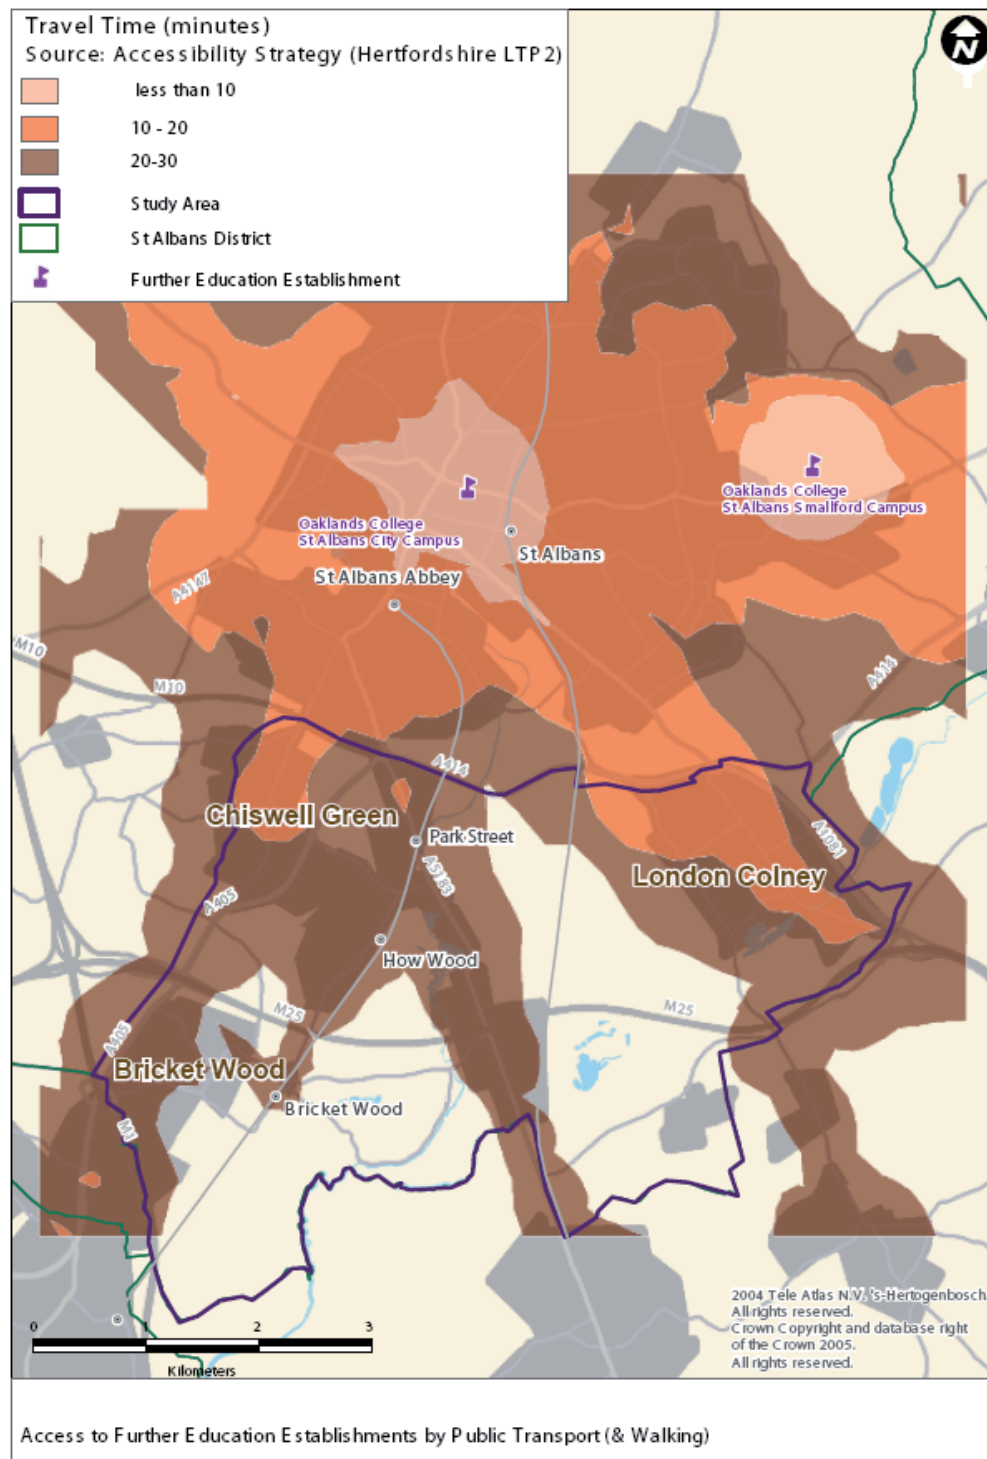 Travel Time (minutes)
Source: Accessibility Strategy (Hertfordshire LTP2)
less than 10
10 - 20
20-30
Study Area
St Albans District
Further Education Establishment
N
Oaklands College
St Albans City Campus
Oaklands College
St Albans Smallford Campus
St Albans
St Albans Abbey
A4147
M10
M10
A414
A414
Chiswell Green
Park Street
A5183
A1081
London Colney
A405
How Wood
M25
M25
A405
Bricket Wood
Bricket Wood
M1
0 1 2 3
Kilometers
2004 Tele Atlas N.V. 's-Hertogenbosch
All rights reserved.
Crown Copyright and database right
of the Crown 2005.
All rights reserved.
Access to Further Education Establishments by Public Transport (& Walking)